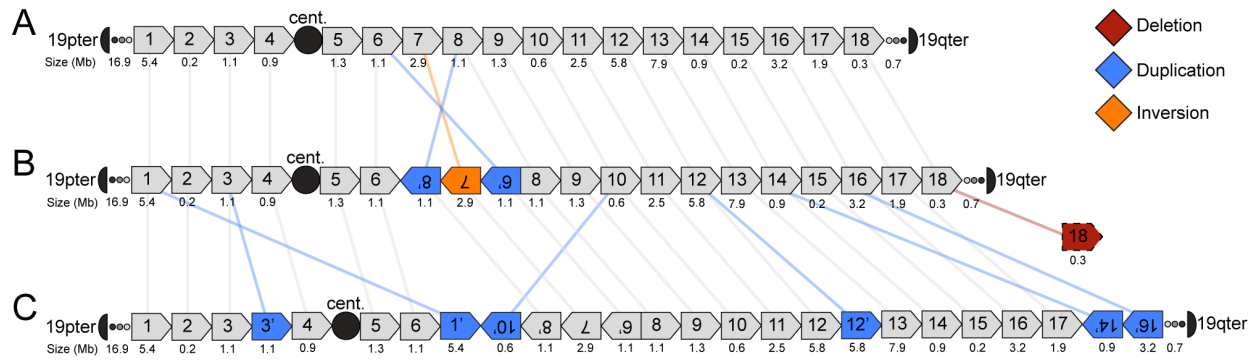 A
19pter 1 2 3 4 cent. 5 6 7 8 9 10 11 12 13 14 15 16 17 18 19qter
Size (Mb) 16.9 5.4 0.2 1.1 0.9 1.3 1.1 2.9 1.1 1.3 0.6 2.5 5.8 7.9 0.9 0.2 3.2 1.9 0.3 0.7
Deletion
Duplication
Inversion
B
19pter 1 2 3 4 cent. 5 6 8' 7 6' 8 9 10 11 12 13 14 15 16 17 18 19qter
Size (Mb) 16.9 5.4 0.2 1.1 0.9 1.3 1.1 1.1 2.9 1.1 1.1 1.3 0.6 2.5 5.8 7.9 0.9 0.2 3.2 1.9 0.3 0.7
18
0.3
C
19pter 1 2 3 3' 4 cent. 5 6 1' 10' 8' 7 6' 8 9 10 11 12 12' 13 14 15 16 17 14' 16' 19qter
Size (Mb) 16.9 5.4 0.2 1.1 1.1 0.9 1.3 1.1 5.4 0.6 1.1 2.9 1.1 1.1 1.3 0.6 2.5 5.8 5.8 7.9 0.9 0.2 3.2 1.9 0.9 3.2 0.7